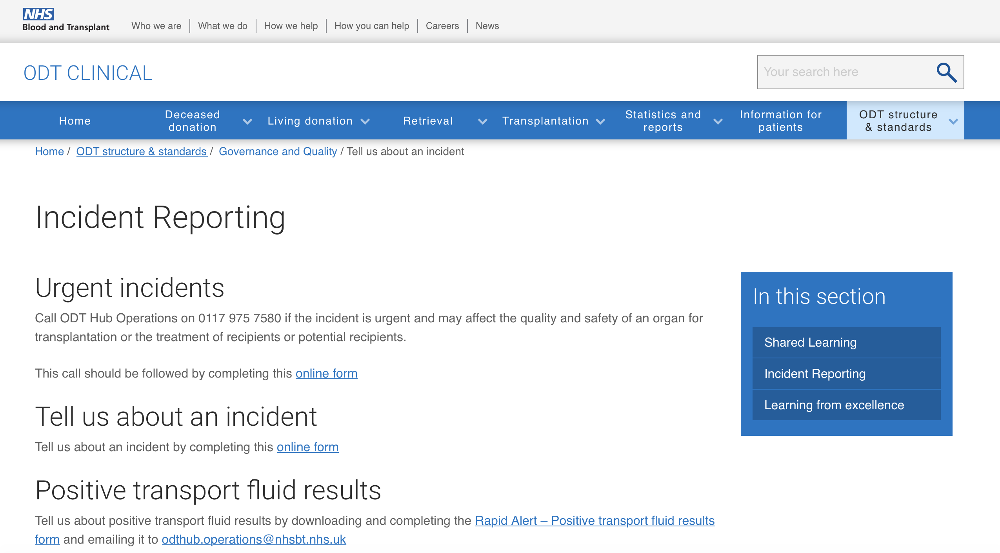 NHS
Blood and Transplant
Who we are
What we do
How we help
How you can help
Careers
News
ODT CLINICAL
Your search here
Home
Deceased
donation
Living donation
Retrieval
Transplantation
Statistics and
reports
Information for
patients
ODT structure
& standards
Home / ODT structure & standards / Governance and Quality / Tell us about an incident
Incident Reporting
Urgent incidents
Call ODT Hub Operations on 0117 975 7580 if the incident is urgent and may affect the quality and safety of an organ for
transplantation or the treatment of recipients or potential recipients.
This call should be followed by completing this online form
Tell us about an incident
Tell us about an incident by completing this online form
Positive transport fluid results
Tell us about positive transport fluid results by downloading and completing the Rapid Alert – Positive transport fluid results
form and emailing it to odthub.operations@nhsbt.nhs.uk
In this section
Shared Learning
Incident Reporting
Learning from excellence